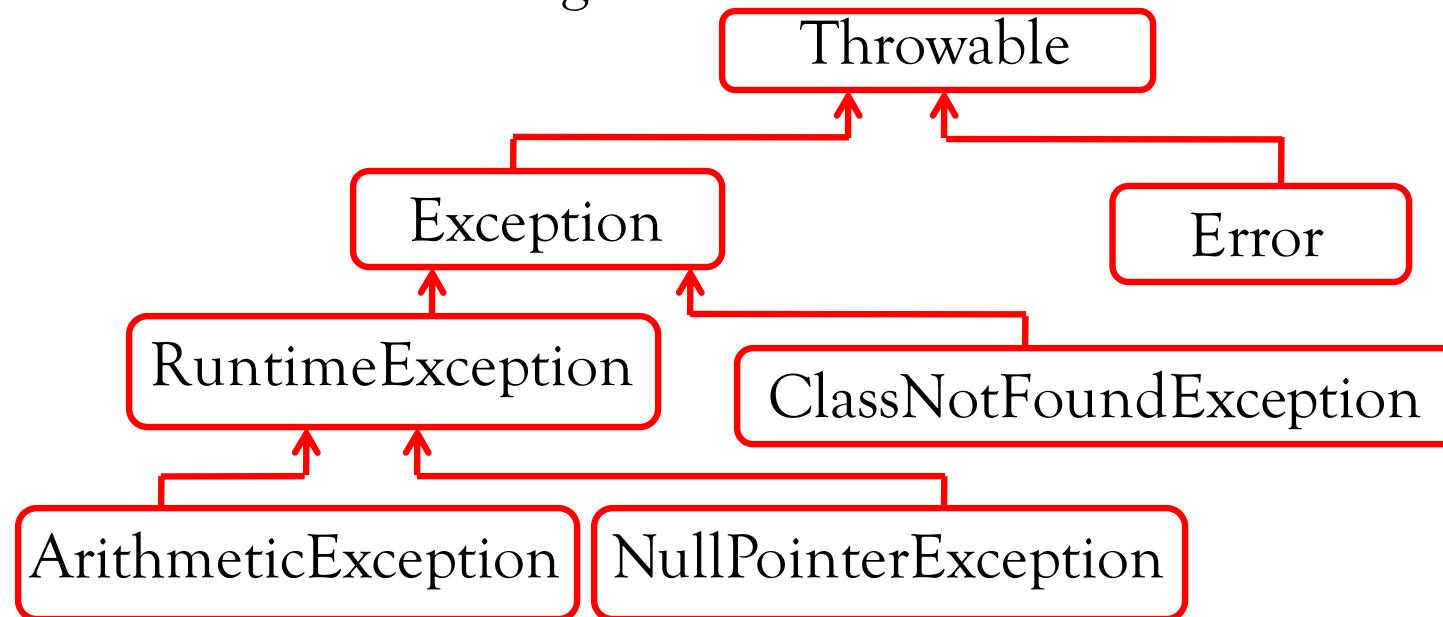 Throwable
Exception
Error
RuntimeException
ClassNotFoundException
ArithmeticException
NullPointerException